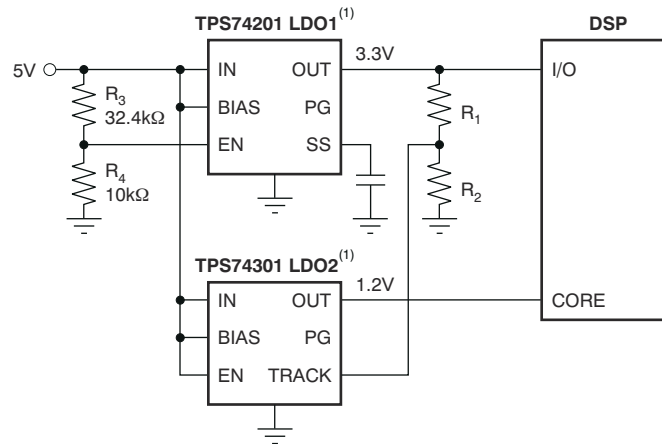 TPS74201 LDO1(1)
DSP
5V
IN
OUT
3.3V
I/O
R3
32.4kΩ
BIAS
PG
R1
EN
SS
R4
10kΩ
R2
TPS74301 LDO2(1)
IN
OUT
1.2V
CORE
BIAS
PG
EN
TRACK